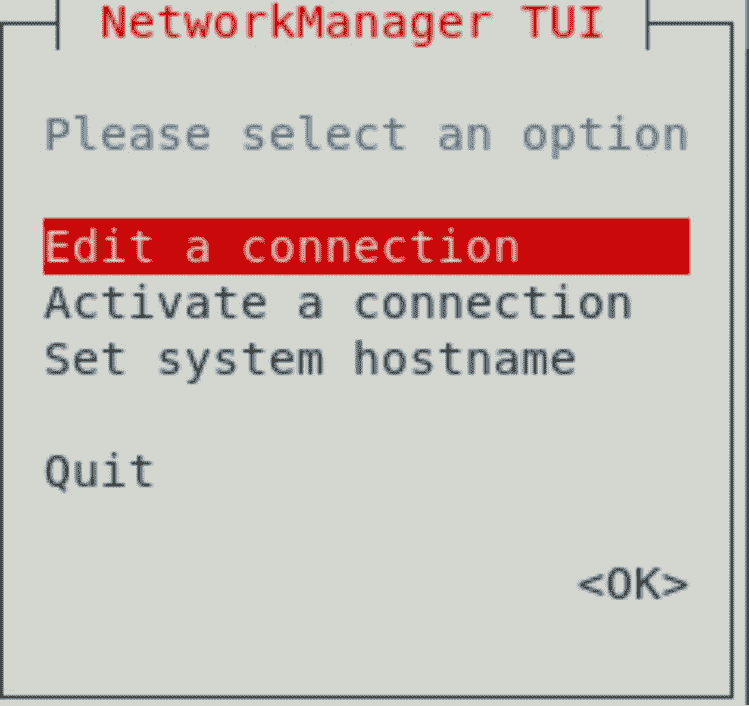 NetworkManager TUI
Please select an option
Edit a connection
Activate a connection
Set system hostname
Quit
<OK>